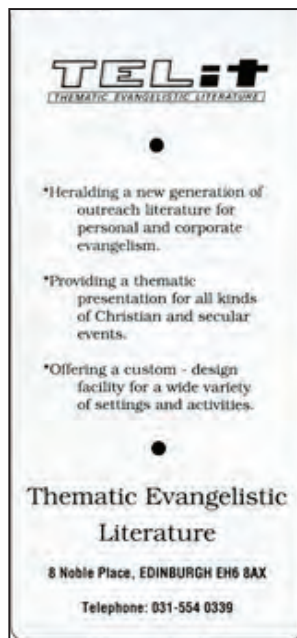 TELit
THEMATIC EVANGELISTIC LITERATURE
*Heralding a new generation of
outreach literature for
personal and corporate
evangelism.
*Providing a thematic
presentation for all kinds
of Christian and secular
events.
*Offering a custom - design
facility for a wide variety
of settings and activities.
Thematic Evangelistic
Literature
8 Noble Place, EDINBURGH EH6 8AX
Telephone: 031-554 0339